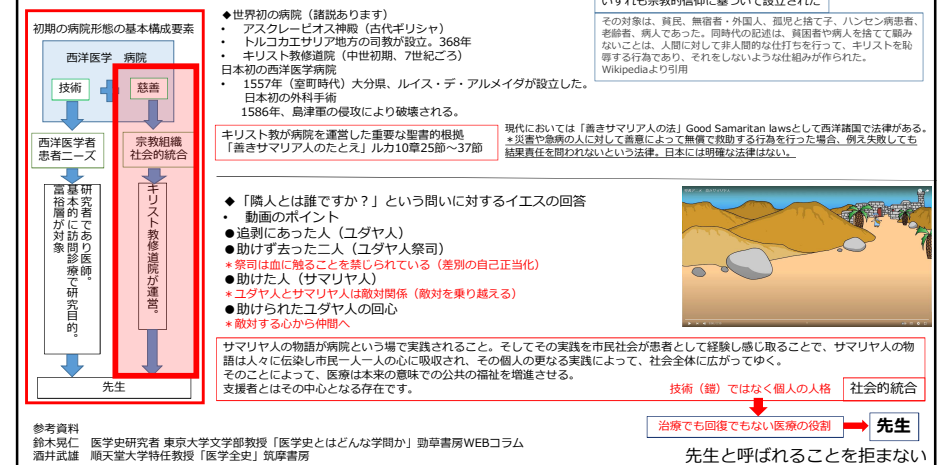 いずれも宗教的信仰に基づいて設立された
初期の病院形態の基本構成要素
西洋医学　病院
技術
慈善
西洋医学者
患者ニーズ
宗教組織
社会的統合
研究者であり医師。
基本的に訪問診療で研究目的。
富裕層が対象
キリスト教修道院が運営。
先生
◆世界初の病院（諸説あります）
・　アスクレーピオス神殿（古代ギリシャ）
・　トルコカエサリア地方の司教が設立。368年
・　キリスト教修道院（中世初期、7世紀ごろ）
日本初の西洋医学病院
・　1557年（室町時代）大分県、ルイス・デ・アルメイダが設立した。
日本初の外科手術
1586年、島津軍の侵攻により破壊される。
その対象は、貧民、無宿者・外国人、孤児と捨て子、ハンセン病患者、
老齢者、病人であった。同時代の記述は、貧困者や病人を捨てて顧み
ないことは、人間に対して非人間的な仕打ちを行って、キリストを恥
辱する行為であり、それをしないような仕組みが作られた。
Wikipediaより引用
キリスト教が病院を運営した重要な聖書的根拠
「善きサマリア人のたとえ」ルカ10章25節～37節
現代においては「善きサマリア人の法」Good Samaritan lawsとして西洋諸国で法律がある。
＊災害や急病の人に対して善意によって無償で救助する行為を行った場合、例え失敗しても
結果責任を問われないという法律。日本には明確な法律はない。
◆「隣人とは誰ですか？」という問いに対するイエスの回答
・　動画のポイント
●追剥にあった人（ユダヤ人）
●助けず去った二人（ユダヤ人祭司）
＊祭司は血に触ることを禁じられている（差別の自己正当化）
●助けた人（サマリヤ人）
＊ユダヤ人とサマリヤ人は敵対関係（敵対を乗り越える）
●助けられたユダヤ人の回心
＊敵対する心から仲間へ
サマリヤ人の物語が病院という場で実践されること。そしてその実践を市民社会が患者として経験し感じ取ることで、サマリヤ人の物
語は人々に伝承し市民一人一人の心に吸収され、その個人の更なる実践によって、社会全体に広がってゆく。
そのことによって、医療は本来の意味での公共の福祉を増進させる。
支援者とはその中心となる存在です。
技術（鎧）ではなく個人の人格
社会的統合
治療でも回復でもない医療の役割
先生
先生と呼ばれることを拒まない
参考資料
鈴木晃仁　医学史研究者 東京大学文学部教授「医学史とはどんな学問か」勁草書房WEBコラム
酒井武雄　順天堂大学特任教授「医学全史」筑摩書房